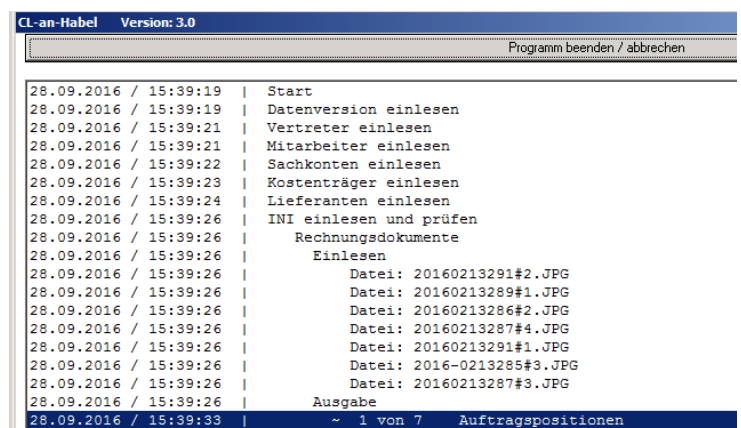 CL-an-Habel Version: 3.0
Programm beenden / abbrechen
28.09.2016 / 15:39:19 | Start
28.09.2016 / 15:39:19 | Datenversion einlesen
28.09.2016 / 15:39:21 | Vertreter einlesen
28.09.2016 / 15:39:21 | Mitarbeiter einlesen
28.09.2016 / 15:39:22 | Sachkonten einlesen
28.09.2016 / 15:39:23 | Kostenträger einlesen
28.09.2016 / 15:39:24 | Lieferanten einlesen
28.09.2016 / 15:39:26 | INI einlesen und prüfen
28.09.2016 / 15:39:26 | Rechnungsdokumente
28.09.2016 / 15:39:26 | Einlesen
28.09.2016 / 15:39:26 | Datei: 20160213291#2.JPG
28.09.2016 / 15:39:26 | Datei: 20160213289#1.JPG
28.09.2016 / 15:39:26 | Datei: 20160213286#2.JPG
28.09.2016 / 15:39:26 | Datei: 20160213287#4.JPG
28.09.2016 / 15:39:26 | Datei: 20160213291#1.JPG
28.09.2016 / 15:39:26 | Datei: 2016-0213285#3.JPG
28.09.2016 / 15:39:26 | Datei: 20160213287#3.JPG
28.09.2016 / 15:39:26 | Ausgabe
28.09.2016 / 15:39:33 | ~ 1 von 7 Auftragspositionen